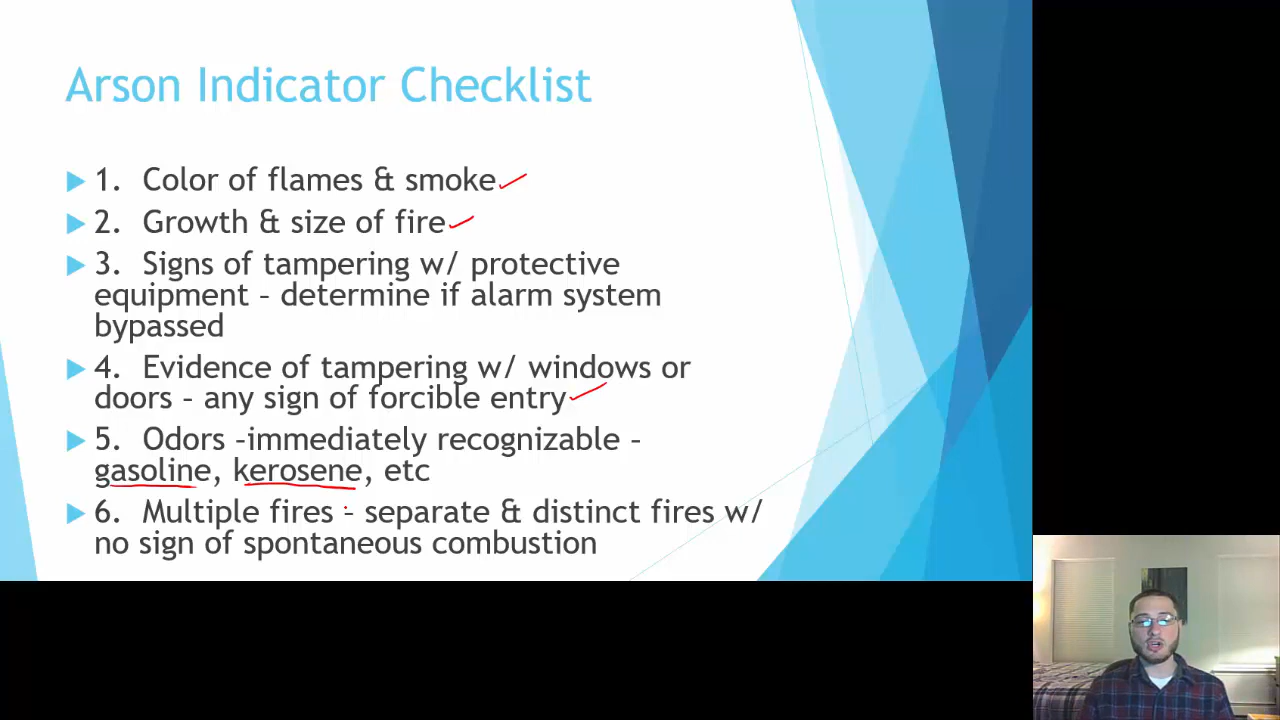 Arson Indicator Checklist
1. Color of flames & smoke
2. Growth & size of fire
3. Signs of tampering w/ protective
equipment – determine if alarm system
bypassed
4. Evidence of tampering w/ windows or
doors – any sign of forcible entry
5. Odors –immediately recognizable –
gasoline, kerosene, etc
6. Multiple fires – separate & distinct fires w/
no sign of spontaneous combustion